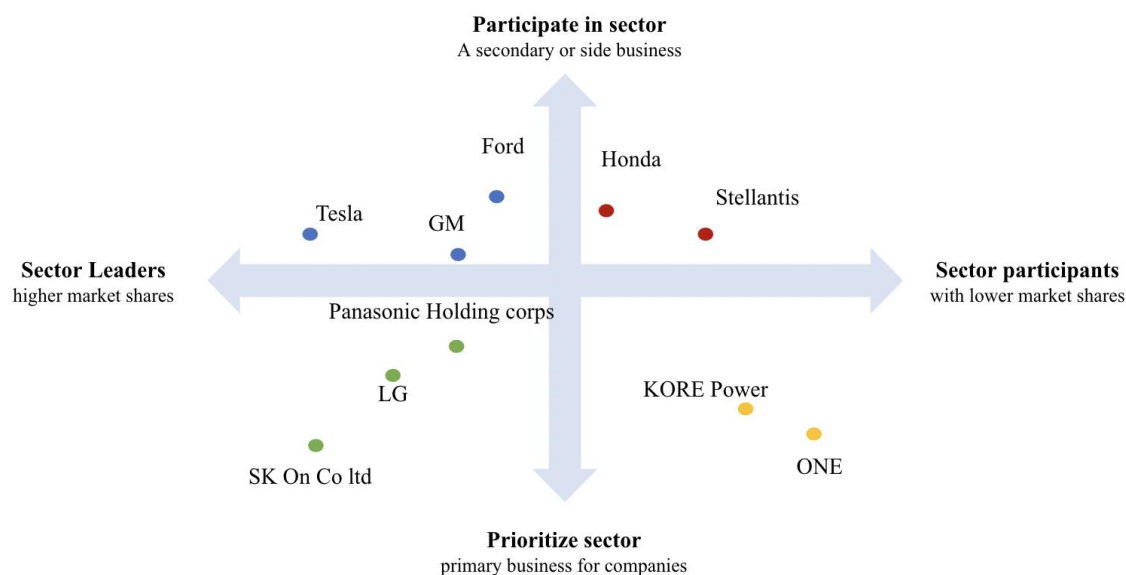 Participate in sector
A secondary or side business
Ford
Honda
Stellantis
Tesla
GM
Sector Leaders
higher market shares
Sector participants
with lower market shares
Panasonic Holding corps
LG
KORE Power
SK On Co ltd
ONE
Prioritize sector
primary business for companies